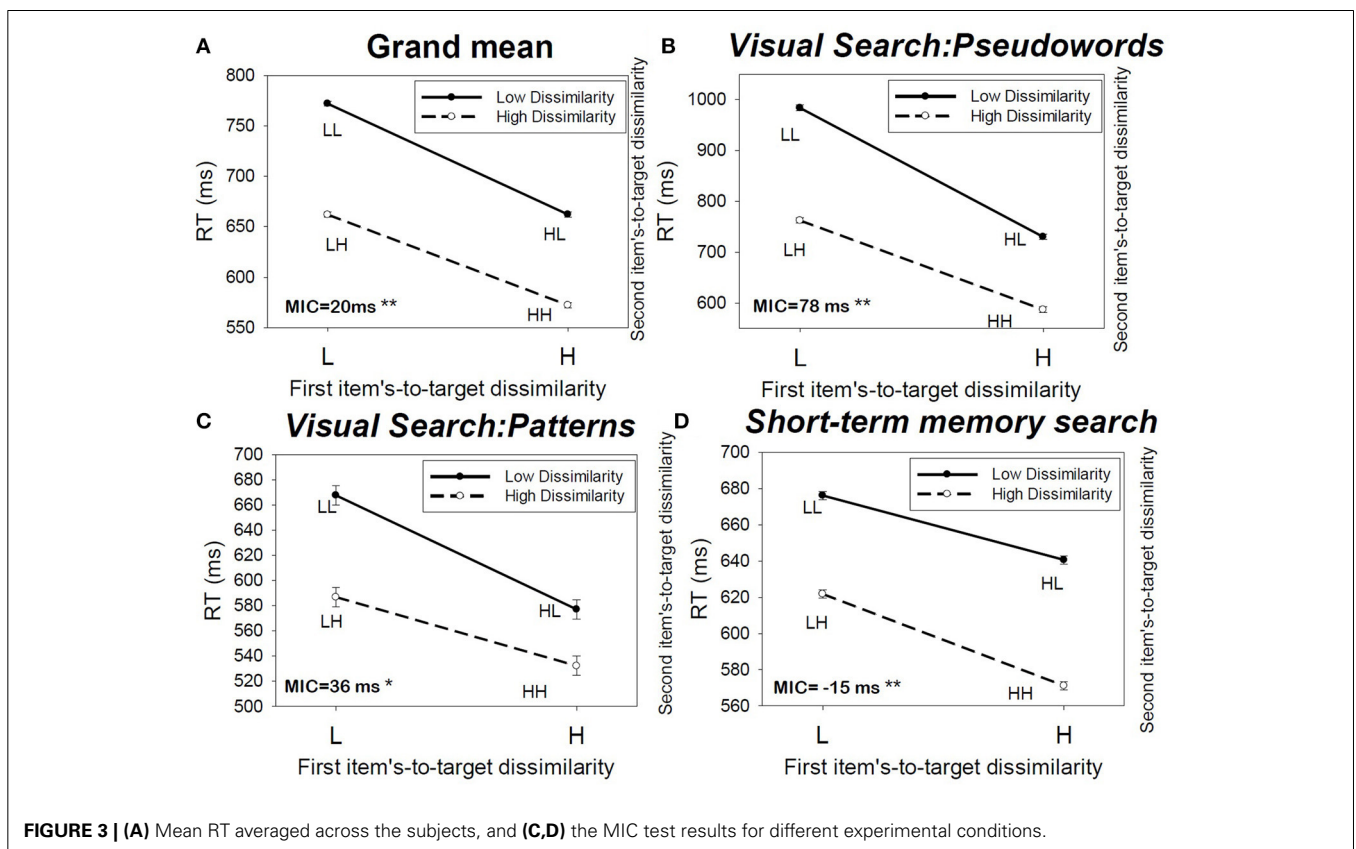 A
Grand mean
800
750
700
650
600
550
RT (ms)
Low Dissimilarity
High Dissimilarity
LL
LH
HL
HH
MIC=20ms **
L
H
First item's-to-target dissimilarity
Second item's-to-target dissimilarity
B
Visual Search:Pseudowords
1000
900
800
700
600
RT (ms)
Low Dissimilarity
High Dissimilarity
LL
LH
HL
HH
MIC=78 ms **
L
H
First item's-to-target dissimilarity
Second item's-to-target dissimilarity
C
Visual Search:Patterns
700
680
660
640
620
600
580
560
540
520
500
RT (ms)
Low Dissimilarity
High Dissimilarity
LL
LH
HL
HH
MIC=36 ms *
L
H
First item's-to-target dissimilarity
Second item's-to-target dissimilarity
D
Short-term memory search
700
680
660
640
620
600
580
560
RT (ms)
Low Dissimilarity
High Dissimilarity
LL
LH
HL
HH
MIC= -15 ms **
L
H
First item's-to-target dissimilarity
Second item's-to-target dissimilarity
FIGURE 3 | (A) Mean RT averaged across the subjects, and (C,D) the MIC test results for different experimental conditions.